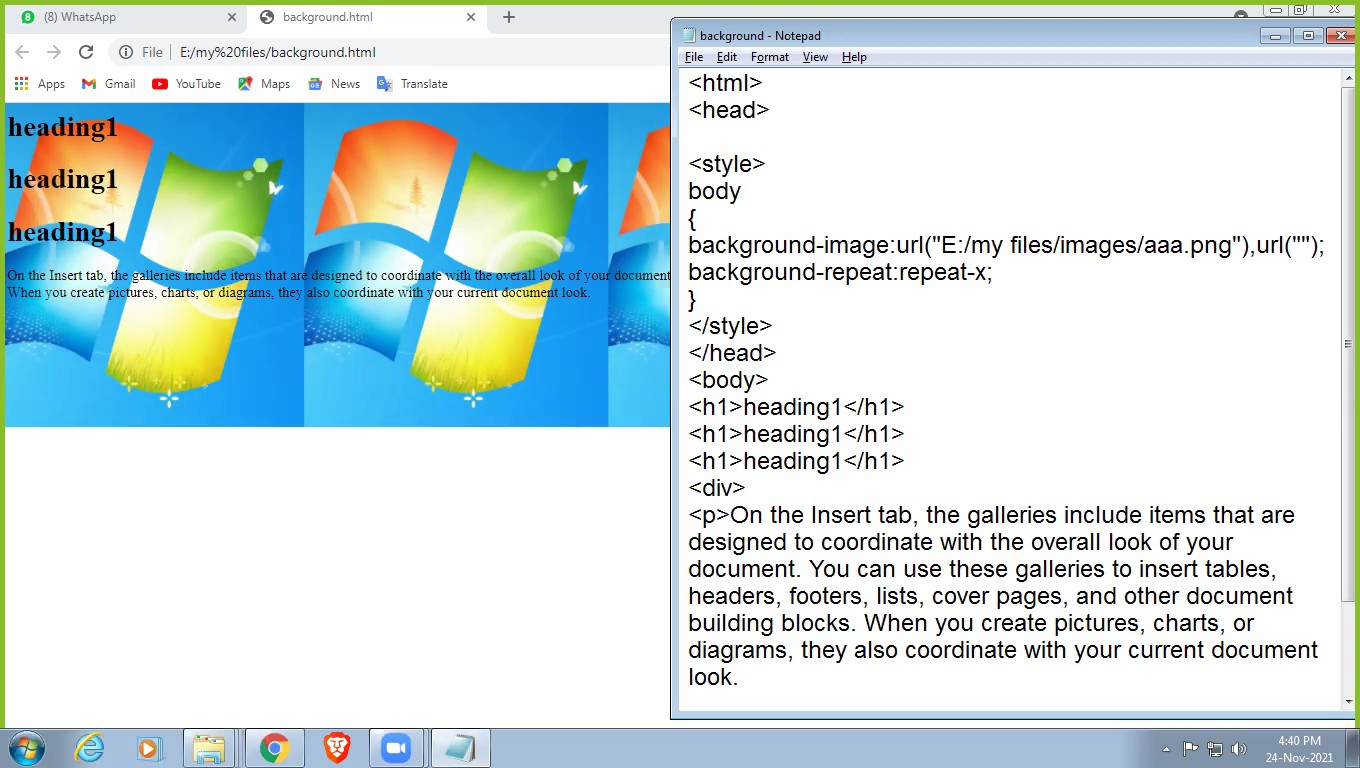 (8) WhatsApp
background.html
File
E:/my%20files/background.html
Apps
Gmail
YouTube
Maps
News
Translate
heading1
heading1
heading1
On the Insert tab, the galleries include items that are designed to coordinate with the overall look of your document
When you create pictures, charts, or diagrams, they also coordinate with your current document look.
background - Notepad
File Edit Format View Help
<html>
<head>
<style>
body
{
background-image:url("E:/my files/images/aaa.png"),url("");
background-repeat:repeat-x;
}
</style>
</head>
<body>
<h1>heading1</h1>
<h1>heading1</h1>
<h1>heading1</h1>
<div>
<p>On the Insert tab, the galleries include items that are
designed to coordinate with the overall look of your
document. You can use these galleries to insert tables,
headers, footers, lists, cover pages, and other document
building blocks. When you create pictures, charts, or
diagrams, they also coordinate with your current document
look.
4:40 PM
24-Nov-2021